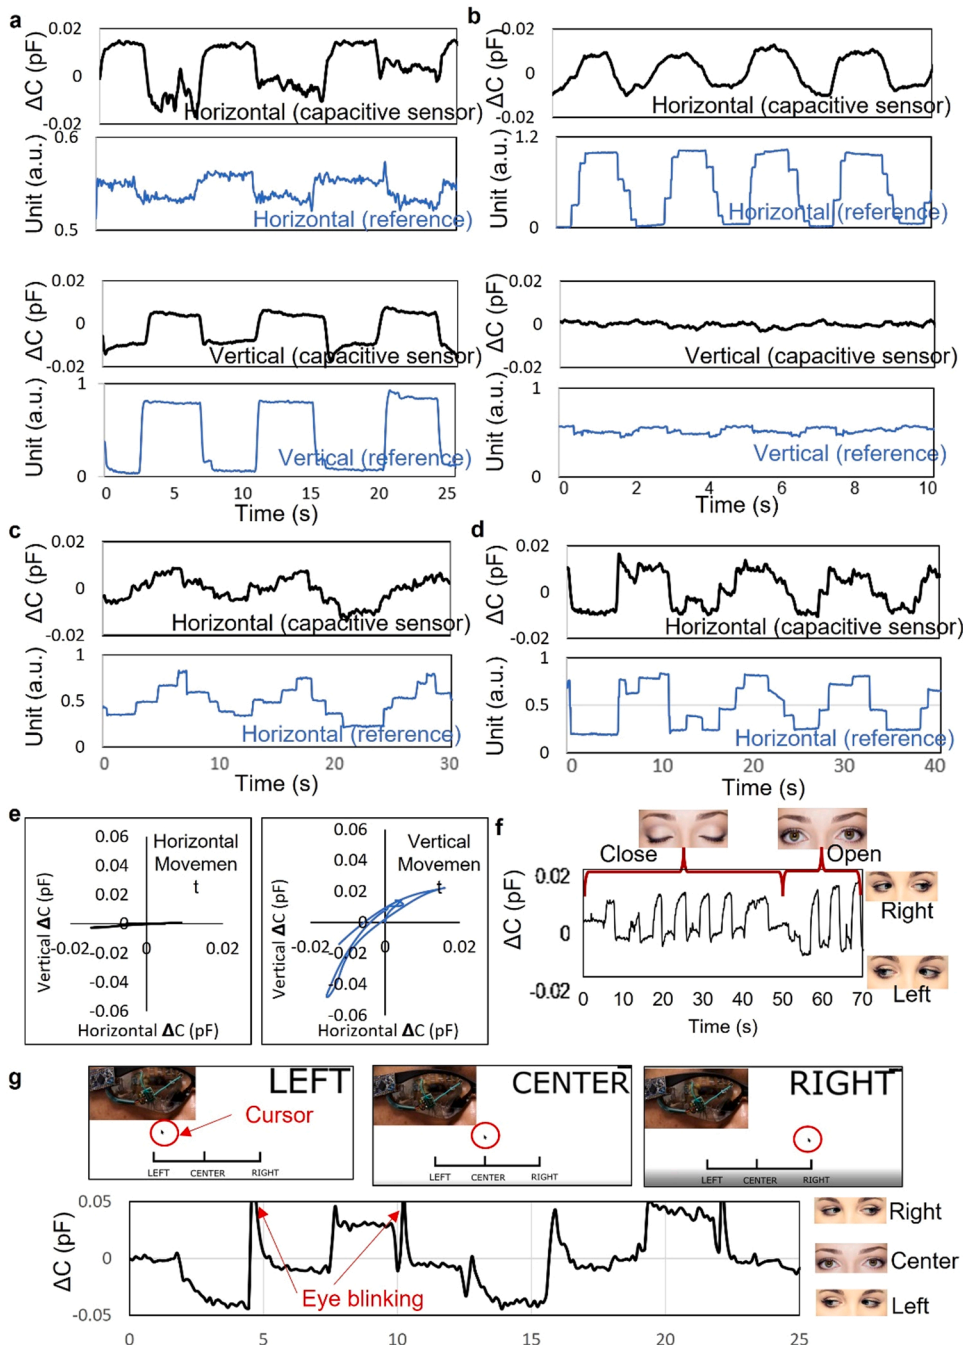 a
0.02
ΔC (pF)
0
-0.02
Horizontal (capacitive sensor)
0.6
Unit (a.u.)
0.5
Horizontal (reference)
0.02
ΔC (pF)
0
-0.02
Vertical (capacitive sensor)
1
Unit (a.u.)
0
Vertical (reference)
0 5 10 15 20 25
Time (s)
b
0.02
ΔC (pF)
0
-0.02
Horizontal (capacitive sensor)
1.2
Unit (a.u.)
0
Horizontal (reference)
0.02
ΔC (pF)
0
-0.02
Vertical (capacitive sensor)
1
Unit (a.u.)
0
Vertical (reference)
0 2 4 6 8 10
Time (s)
c
0.02
ΔC (pF)
0
-0.02
Horizontal (capacitive sensor)
1
Unit (a.u.)
0.5
0
Horizontal (reference)
0 10 20 30
Time (s)
d
0.02
ΔC (pF)
0
-0.02
Horizontal (capacitive sensor)
1
Unit (a.u.)
0.5
0
Horizontal (reference)
0 10 20 30 40
Time (s)
e
0.06
0.04
0.02
0
-0.02
-0.04
-0.06
Horizontal
Movemen
t
-0.02 0 0.02
Vertical ΔC (pF)
Horizontal ΔC (pF)
0.06
0.04
0.02
0
-0.02
-0.04
-0.06
Vertical
Movemen
t
-0.02 0 0.02
Vertical ΔC (pF)
Horizontal ΔC (pF)
f
Close
Open
0.02
ΔC (pF)
0
-0.02
Right
Left
0 10 20 30 40 50 60 70
Time (s)
g
LEFT
Cursor
LEFT CENTER RIGHT
CENTER
LEFT CENTER RIGHT
RIGHT
LEFT CENTER RIGHT
0.05
ΔC (pF)
0
-0.05
Eye blinking
Right
Center
Left
0 5 10 15 20 25